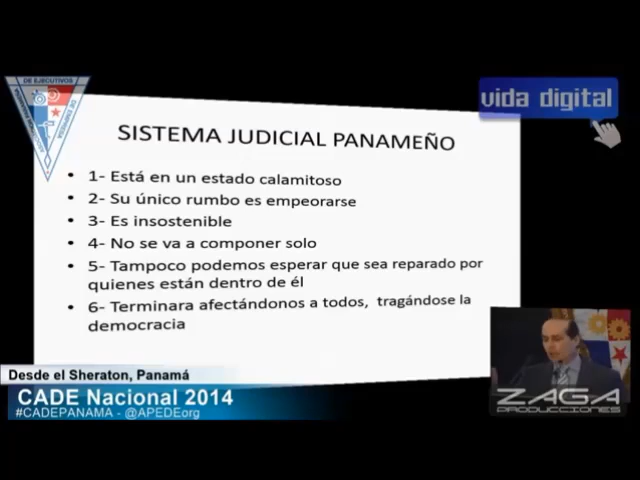 DE EJECUTIVOS
DE EMPRESA
vida digital
SISTEMA JUDICIAL PANAMEÑO
• 1- Está en un estado calamitoso
• 2- Su único rumbo es empeorarse
• 3- Es insostenible
• 4- No se va a componer solo
• 5- Tampoco podemos esperar que sea reparado por
quienes están dentro de él
• 6- Terminara afectándonos a todos, tragándose la
democracia
Desde el Sheraton, Panamá
CADE Nacional 2014
#CADEPANAMA - @APEDEorg
ZAGA
PRODUCCIONES